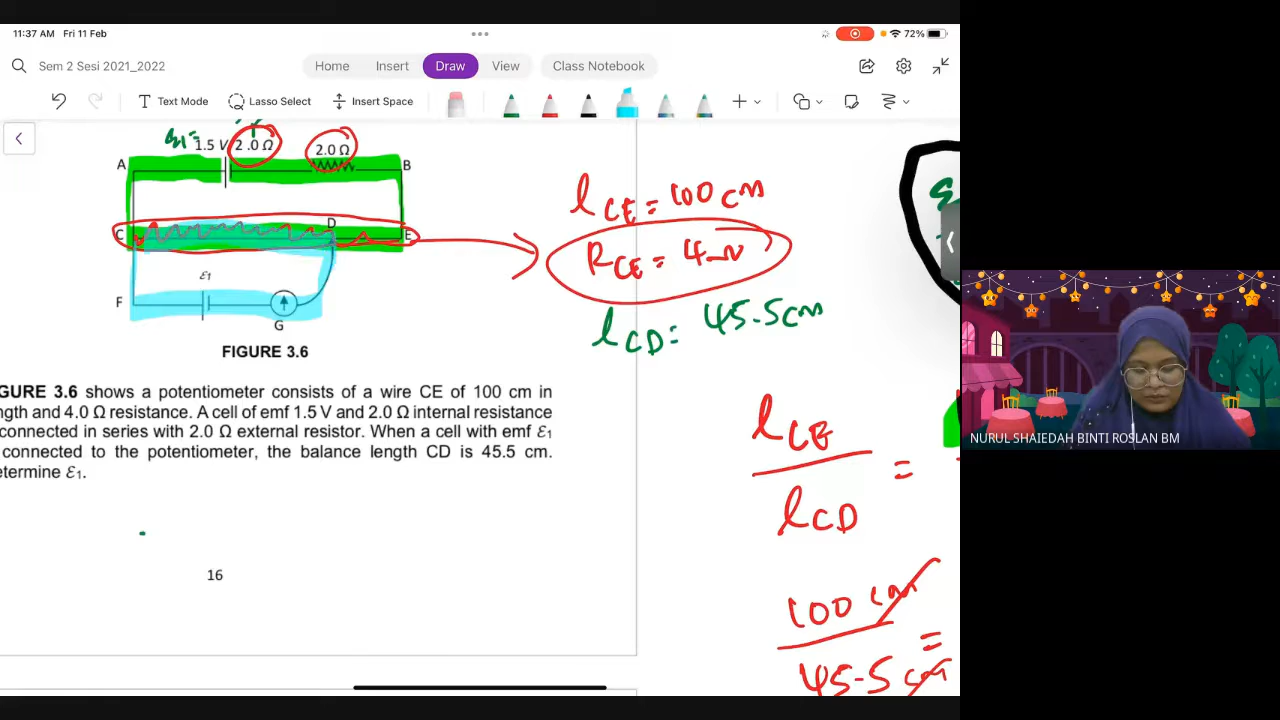 11:37 AM Fri 11 Feb
72%
Sem 2 Sesi 2021_2022
Home Insert Draw View Class Notebook
Text Mode Lasso Select Insert Space
1.5 V 2.0 Ω 2.0 Ω
A B
C D E
ε1
F G
FIGURE 3.6
GURE 3.6 shows a potentiometer consists of a wire CE of 100 cm in
ngth and 4.0 Ω resistance. A cell of emf 1.5 V and 2.0 Ω internal resistance
connected in series with 2.0 Ω external resistor. When a cell with emf ε1
connected to the potentiometer, the balance length CD is 45.5 cm.
etermine ε1.
16
lCE = 100 cm
RCE = 4 Ω
lCD = 45.5 cm
lCE
lCD
=
100 cm
45.5 cm
=
NURUL SHAIEDAH BINTI ROSLAN BM